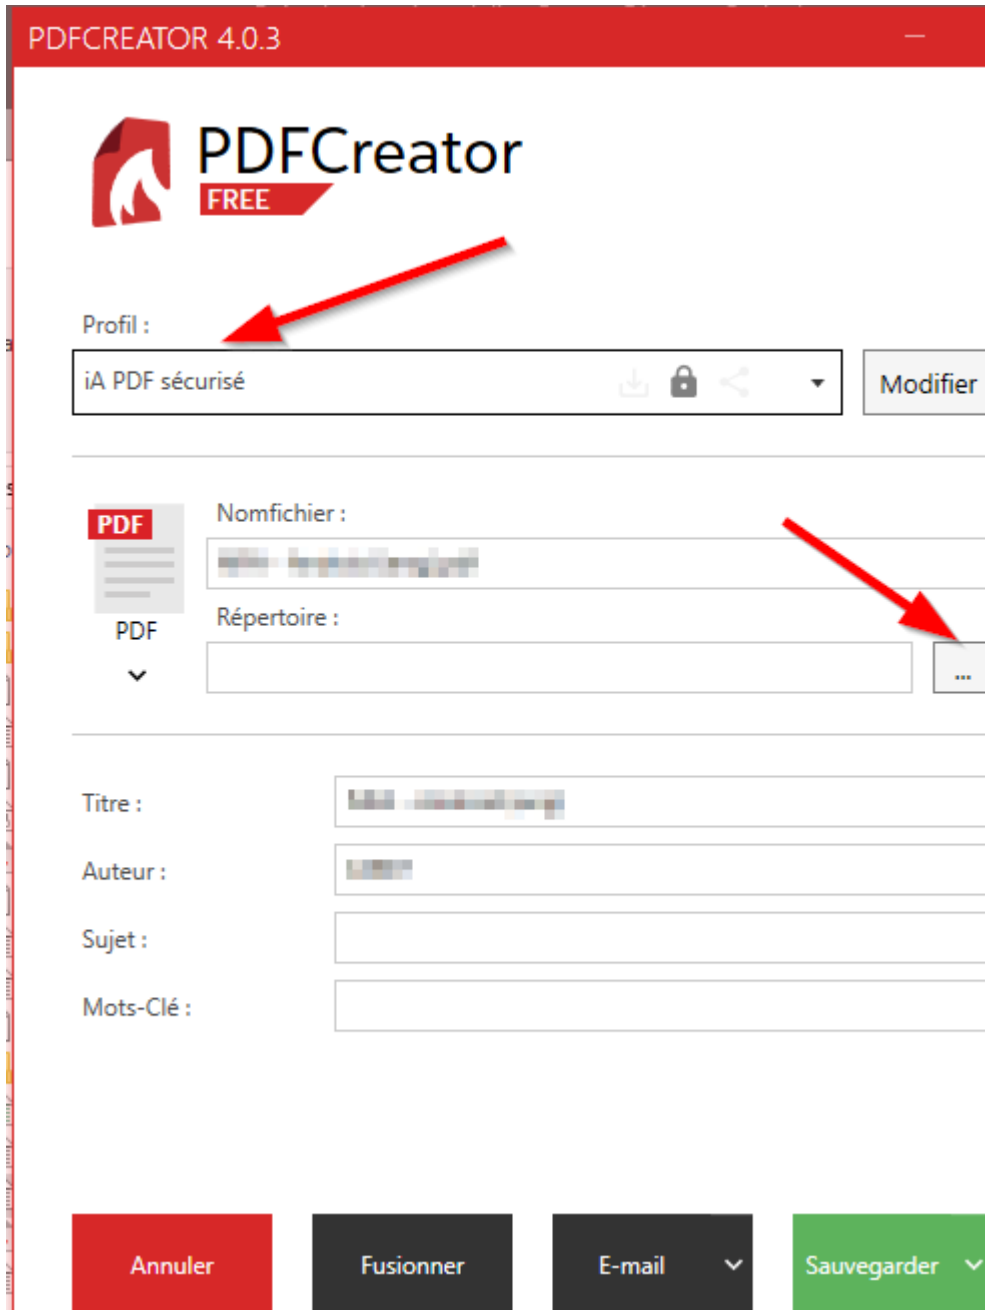 PDFCREATOR 4.0.3
PDFCreator
FREE
Profil :
iA PDF sécurisé
Modifier
PDF
Nomfichier :
PDF
Répertoire :
...
Titre :
Auteur :
Sujet :
Mots-Clé :
Annuler
Fusionner
E-mail
Sauvegarder